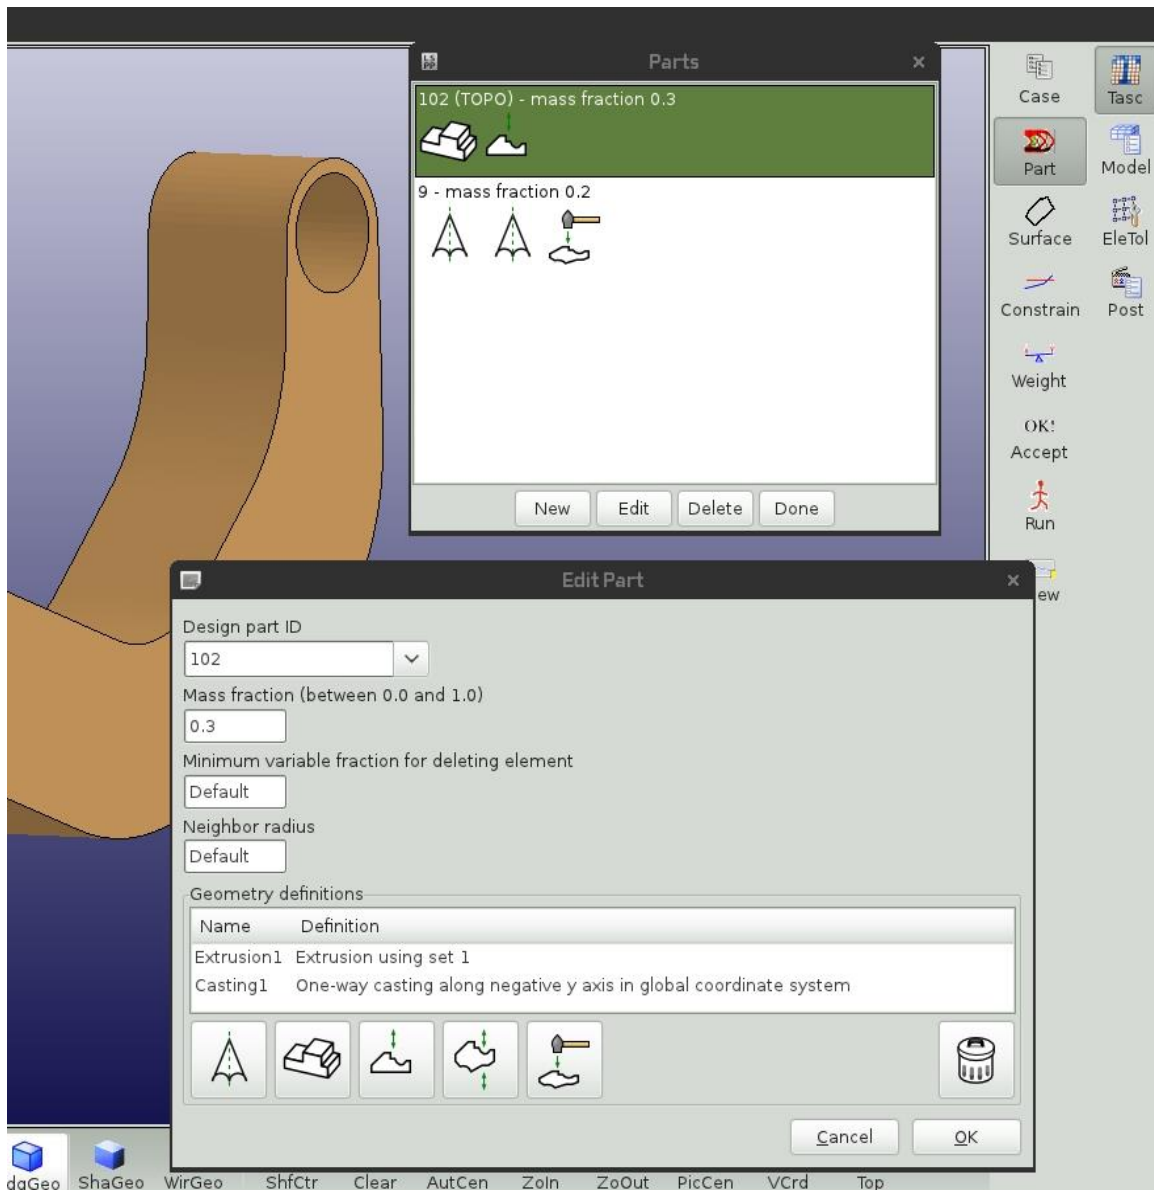 Parts
102 (TOPO) - mass fraction 0.3
9 - mass fraction 0.2
New Edit Delete Done
Case Tasc
Part Model
Surface EleTol
Constrain Post
Weight
OK!
Accept
Run
ew
Edit Part
Design part ID
102
Mass fraction (between 0.0 and 1.0)
0.3
Minimum variable fraction for deleting element
Default
Neighbor radius
Default
Geometry definitions
Name Definition
Extrusion1 Extrusion using set 1
Casting1 One-way casting along negative y axis in global coordinate system
Cancel OK
dgGeo ShaGeo WirGeo ShfCtr Clear AutCen ZoIn ZoOut PicCen VCrd Top